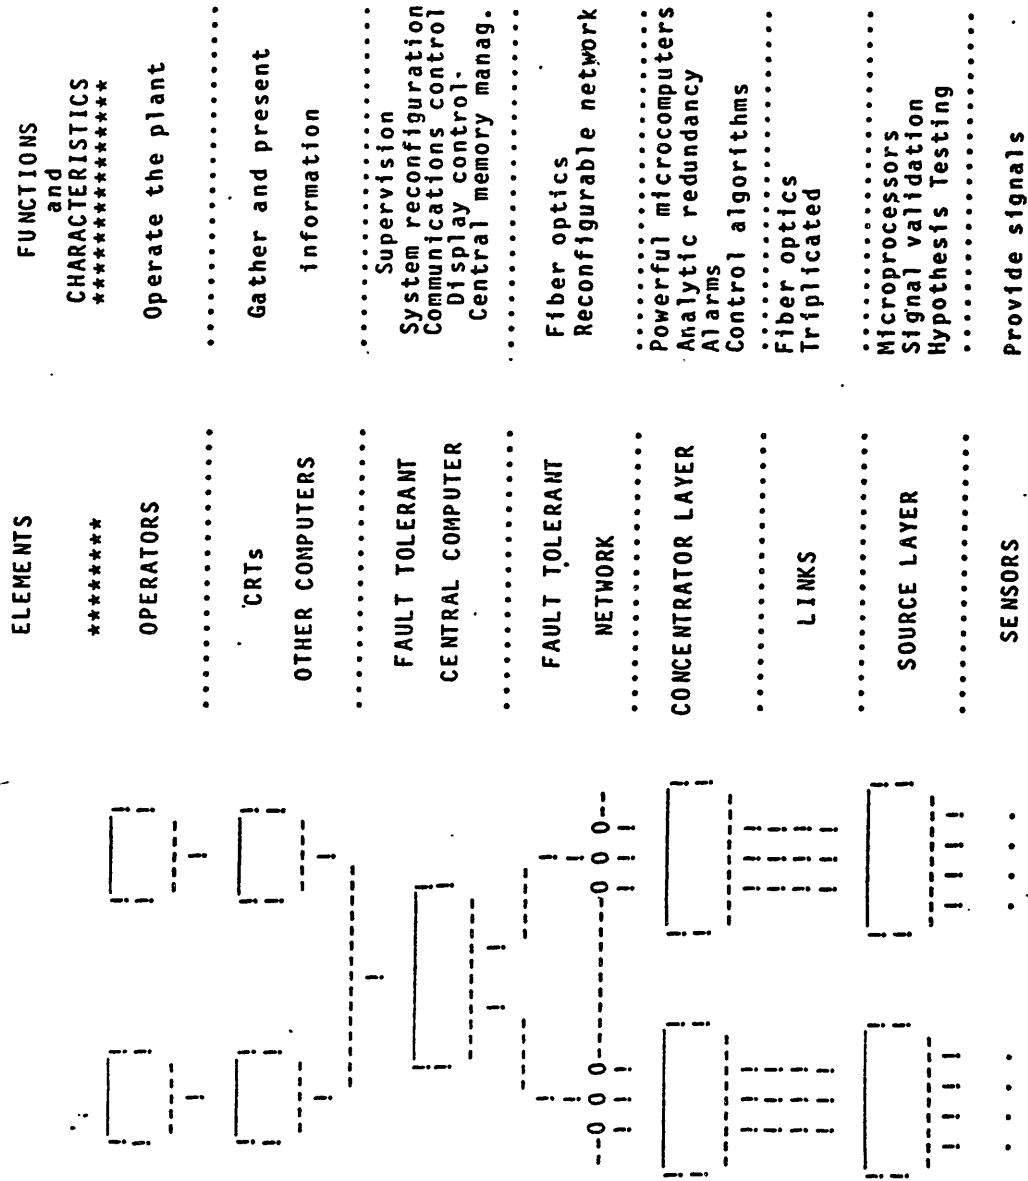 ELEMENTS
********
OPERATORS
CRTs
OTHER COMPUTERS
FAULT TOLERANT
CENTRAL COMPUTER
FAULT TOLERANT
NETWORK
CONCENTRATOR LAYER
LINKS
SOURCE LAYER
SENSORS
FUNCTIONS
and
CHARACTERISTICS
***************
Operate the plant
Gather and present
information
Supervision
System reconfiguration
Communications control
Display control
Central memory manag.
Fiber optics
Reconfigurable network
Powerful microcomputers
Analytic redundancy
Alarms
Control algorithms
Fiber optics
Triplicated
Microprocessors
Signal validation
Hypothesis Testing
Provide signals